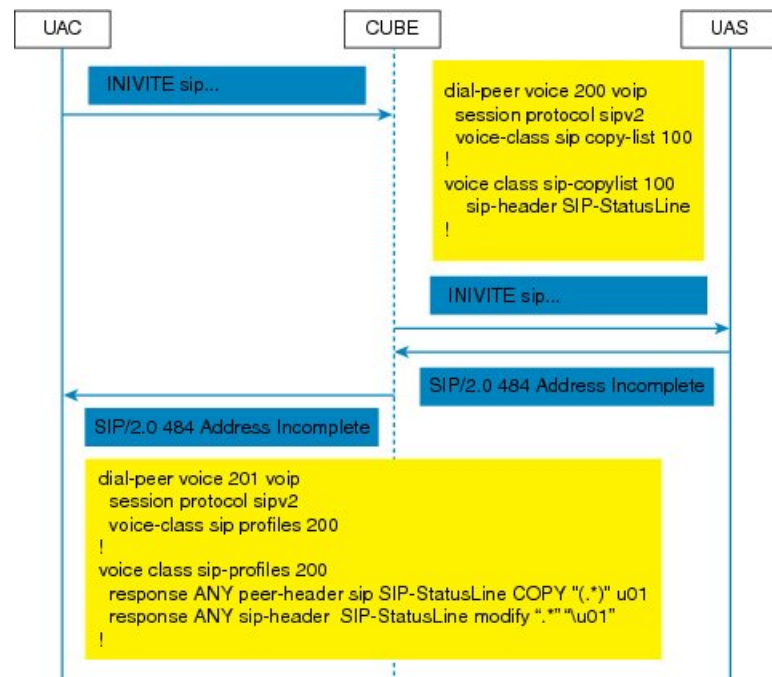 UAC
CUBE
UAS
INIVITE sip...
dial-peer voice 200 voip
session protocol sipv2
voice-class sip copy-list 100
!
voice class sip-copylist 100
sip-header SIP-StatusLine
!
INIVITE sip...
SIP/2.0 484 Address Incomplete
SIP/2.0 484 Address Incomplete
dial-peer voice 201 voip
session protocol sipv2
voice-class sip profiles 200
!
voice class sip-profiles 200
response ANY peer-header sip SIP-StatusLine COPY "(.*)" u01
response ANY sip-header SIP-StatusLine modify “.*” “\u01”
!